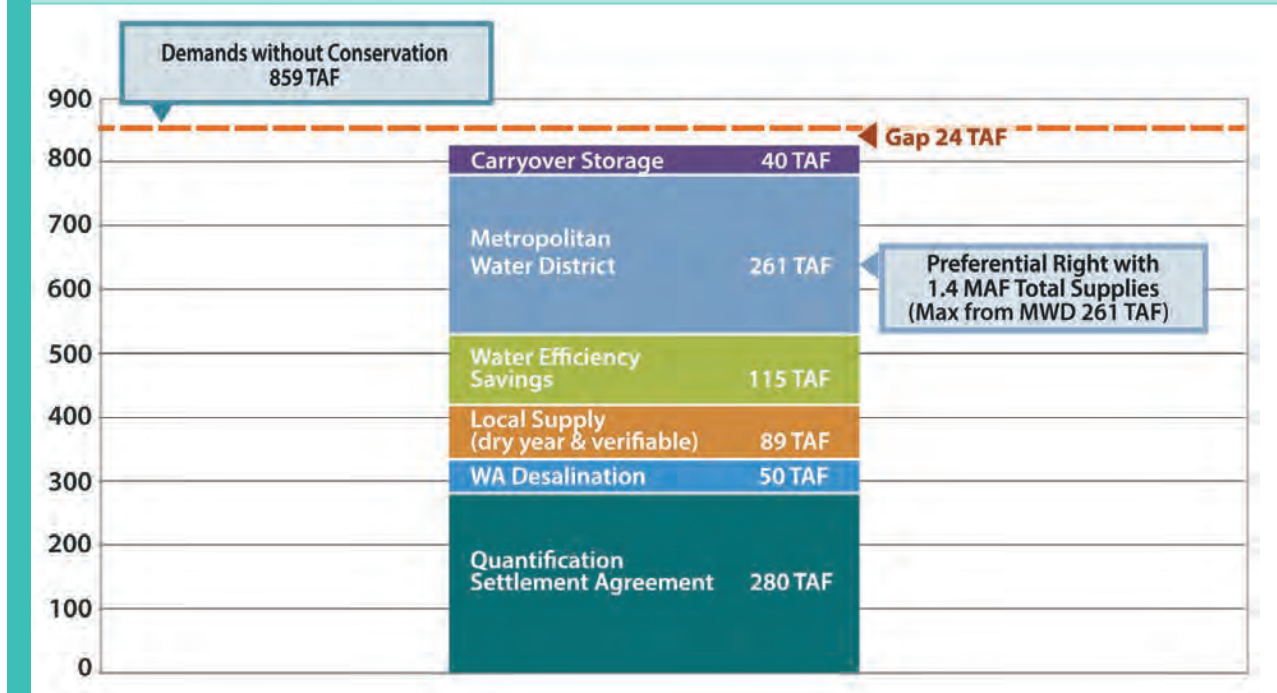 Demands without Conservation
859 TAF
900
800
700
600
500
400
300
200
100
0
Gap 24 TAF
Carryover Storage 40 TAF
Metropolitan
Water District 261 TAF
Preferential Right with
1.4 MAF Total Supplies
(Max from MWD 261 TAF)
Water Efficiency
Savings 115 TAF
Local Supply
(dry year & verifiable) 89 TAF
WA Desalination 50 TAF
Quantification
Settlement Agreement 280 TAF